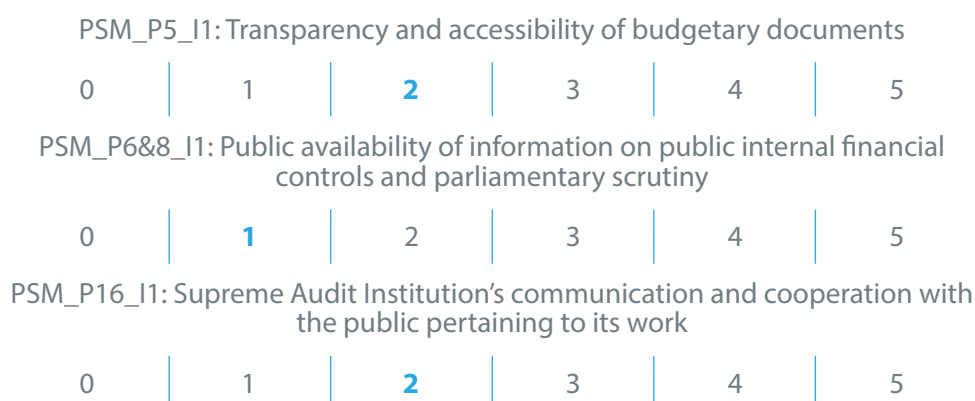 PSM_P5_I1: Transparency and accessibility of budgetary documents
0 1 2 3 4 5
PSM_P6&8_I1: Public availability of information on public internal financial
controls and parliamentary scrutiny
0 1 2 3 4 5
PSM_P16_I1: Supreme Audit Institution’s communication and cooperation with
the public pertaining to its work
0 1 2 3 4 5